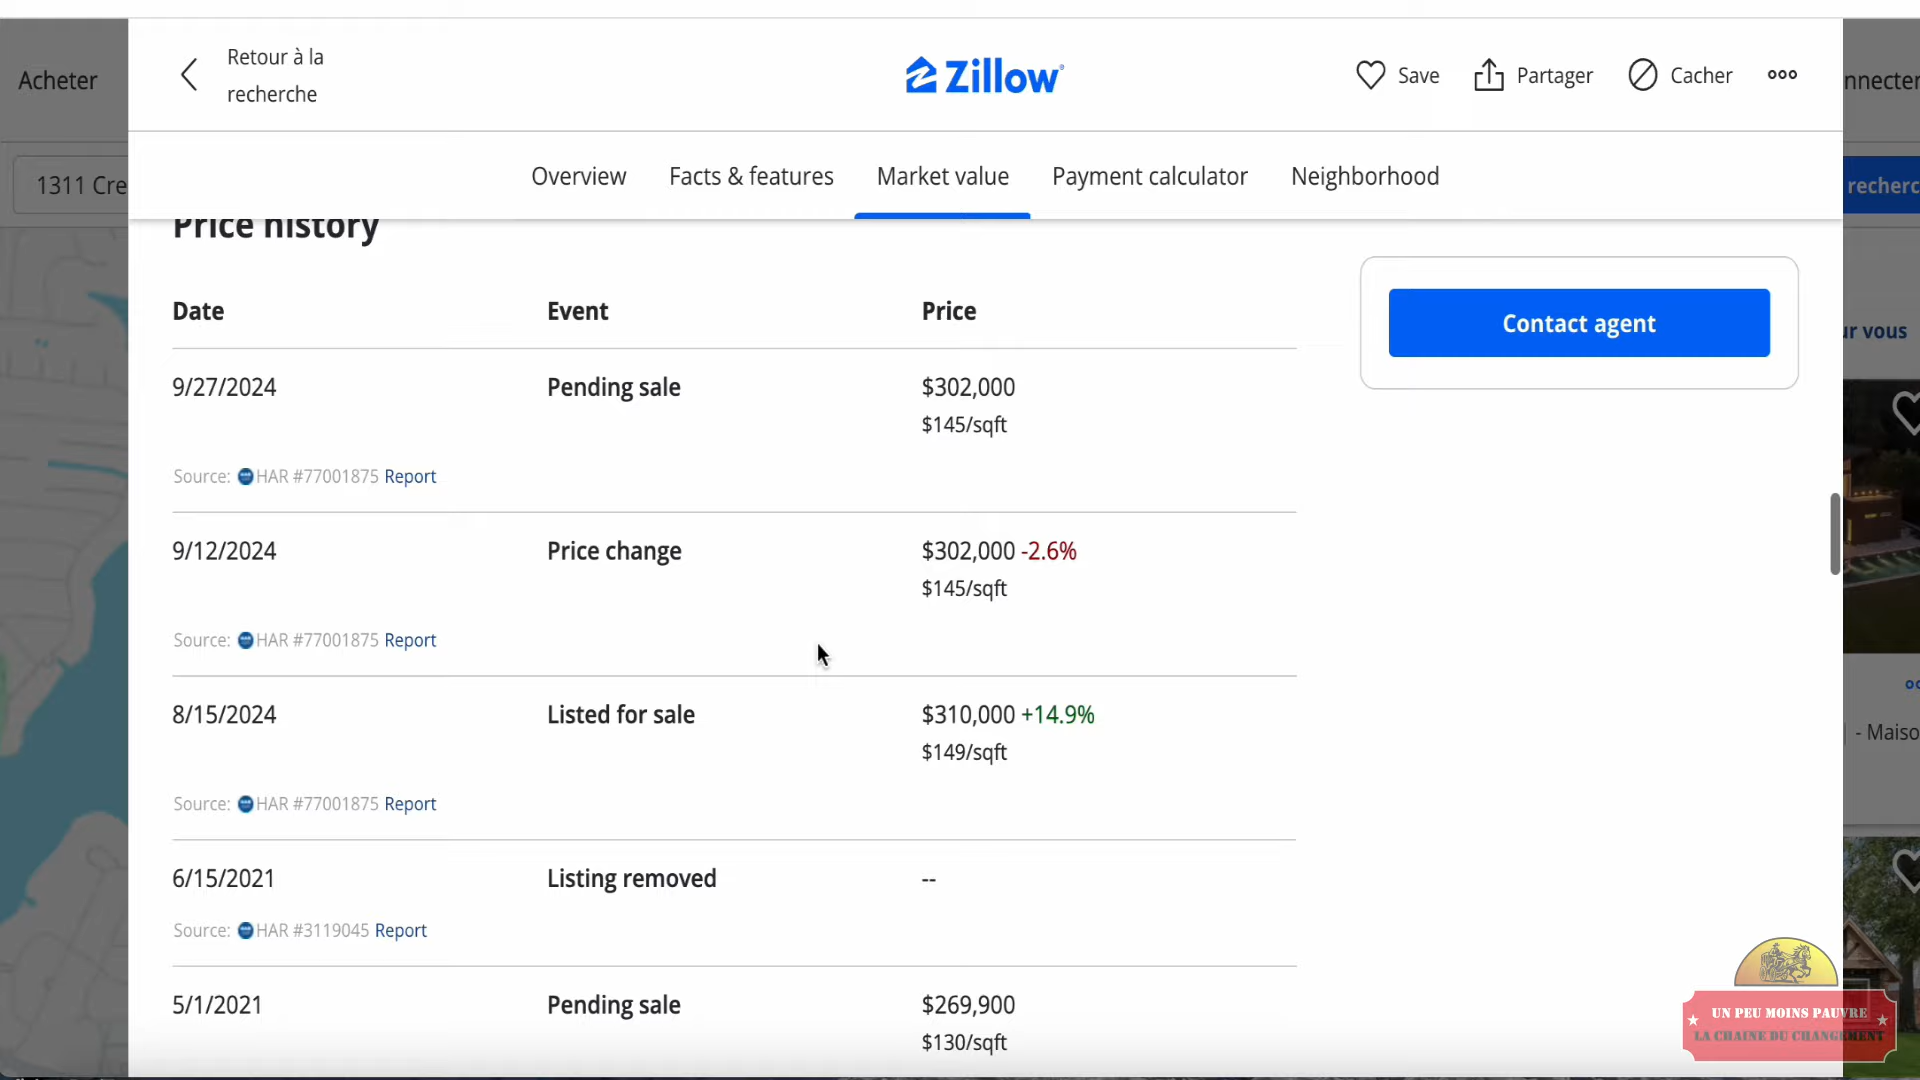 Acheter
Retour à la
recherche
Zillow
Save
Partager
Cacher
nnecter
1311 Cre
recherc
Overview
Facts & features
Market value
Payment calculator
Neighborhood
Price history
Contact agent
ur vous
Date Event Price
9/27/2024 Pending sale $302,000
$145/sqft
Source: HAR #77001875 Report
9/12/2024 Price change $302,000 -2.6%
$145/sqft
Source: HAR #77001875 Report
8/15/2024 Listed for sale $310,000 +14.9%
$149/sqft
- Maiso
Source: HAR #77001875 Report
6/15/2021 Listing removed --
Source: HAR #3119045 Report
5/1/2021 Pending sale $269,900
$130/sqft
UN PEU MOINS PAUVRE
LA CHAINE DU CHANGEMENT